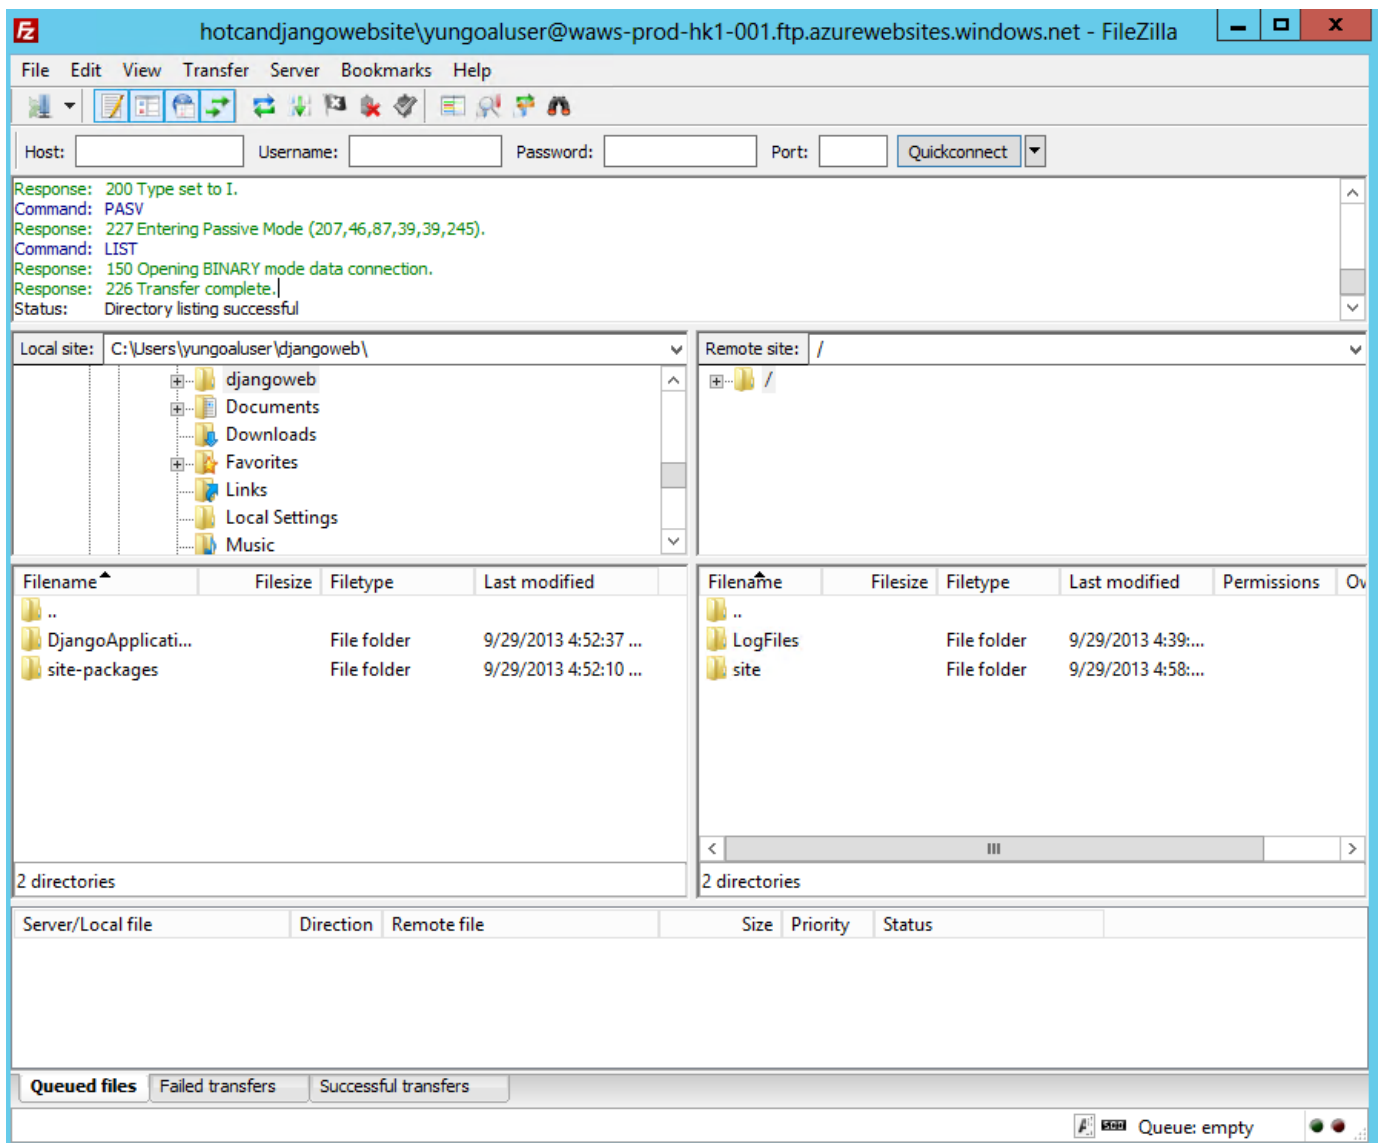 hotcandjangowebsite\yungoaluser@waws-prod-hk1-001.ftp.azurewebsites.windows.net - FileZilla
File Edit View Transfer Server Bookmarks Help
Host: Username: Password: Port: Quickconnect
Response: 200 Type set to I.
Command: PASV
Response: 227 Entering Passive Mode (207,46,87,39,39,245).
Command: LIST
Response: 150 Opening BINARY mode data connection.
Response: 226 Transfer complete.
Status: Directory listing successful
Local site: C:\Users\yungoaluser\djangoweb\
djangoweb
Documents
Downloads
Favorites
Links
Local Settings
Music
Remote site: /
/
Filename Filesize Filetype Last modified
..
DjangoApplicati... File folder 9/29/2013 4:52:37 ...
site-packages File folder 9/29/2013 4:52:10 ...
2 directories
Filename Filesize Filetype Last modified Permissions Ow
..
LogFiles File folder 9/29/2013 4:39:...
site File folder 9/29/2013 4:58:...
2 directories
Server/Local file Direction Remote file Size Priority Status
Queued files Failed transfers Successful transfers
Queue: empty